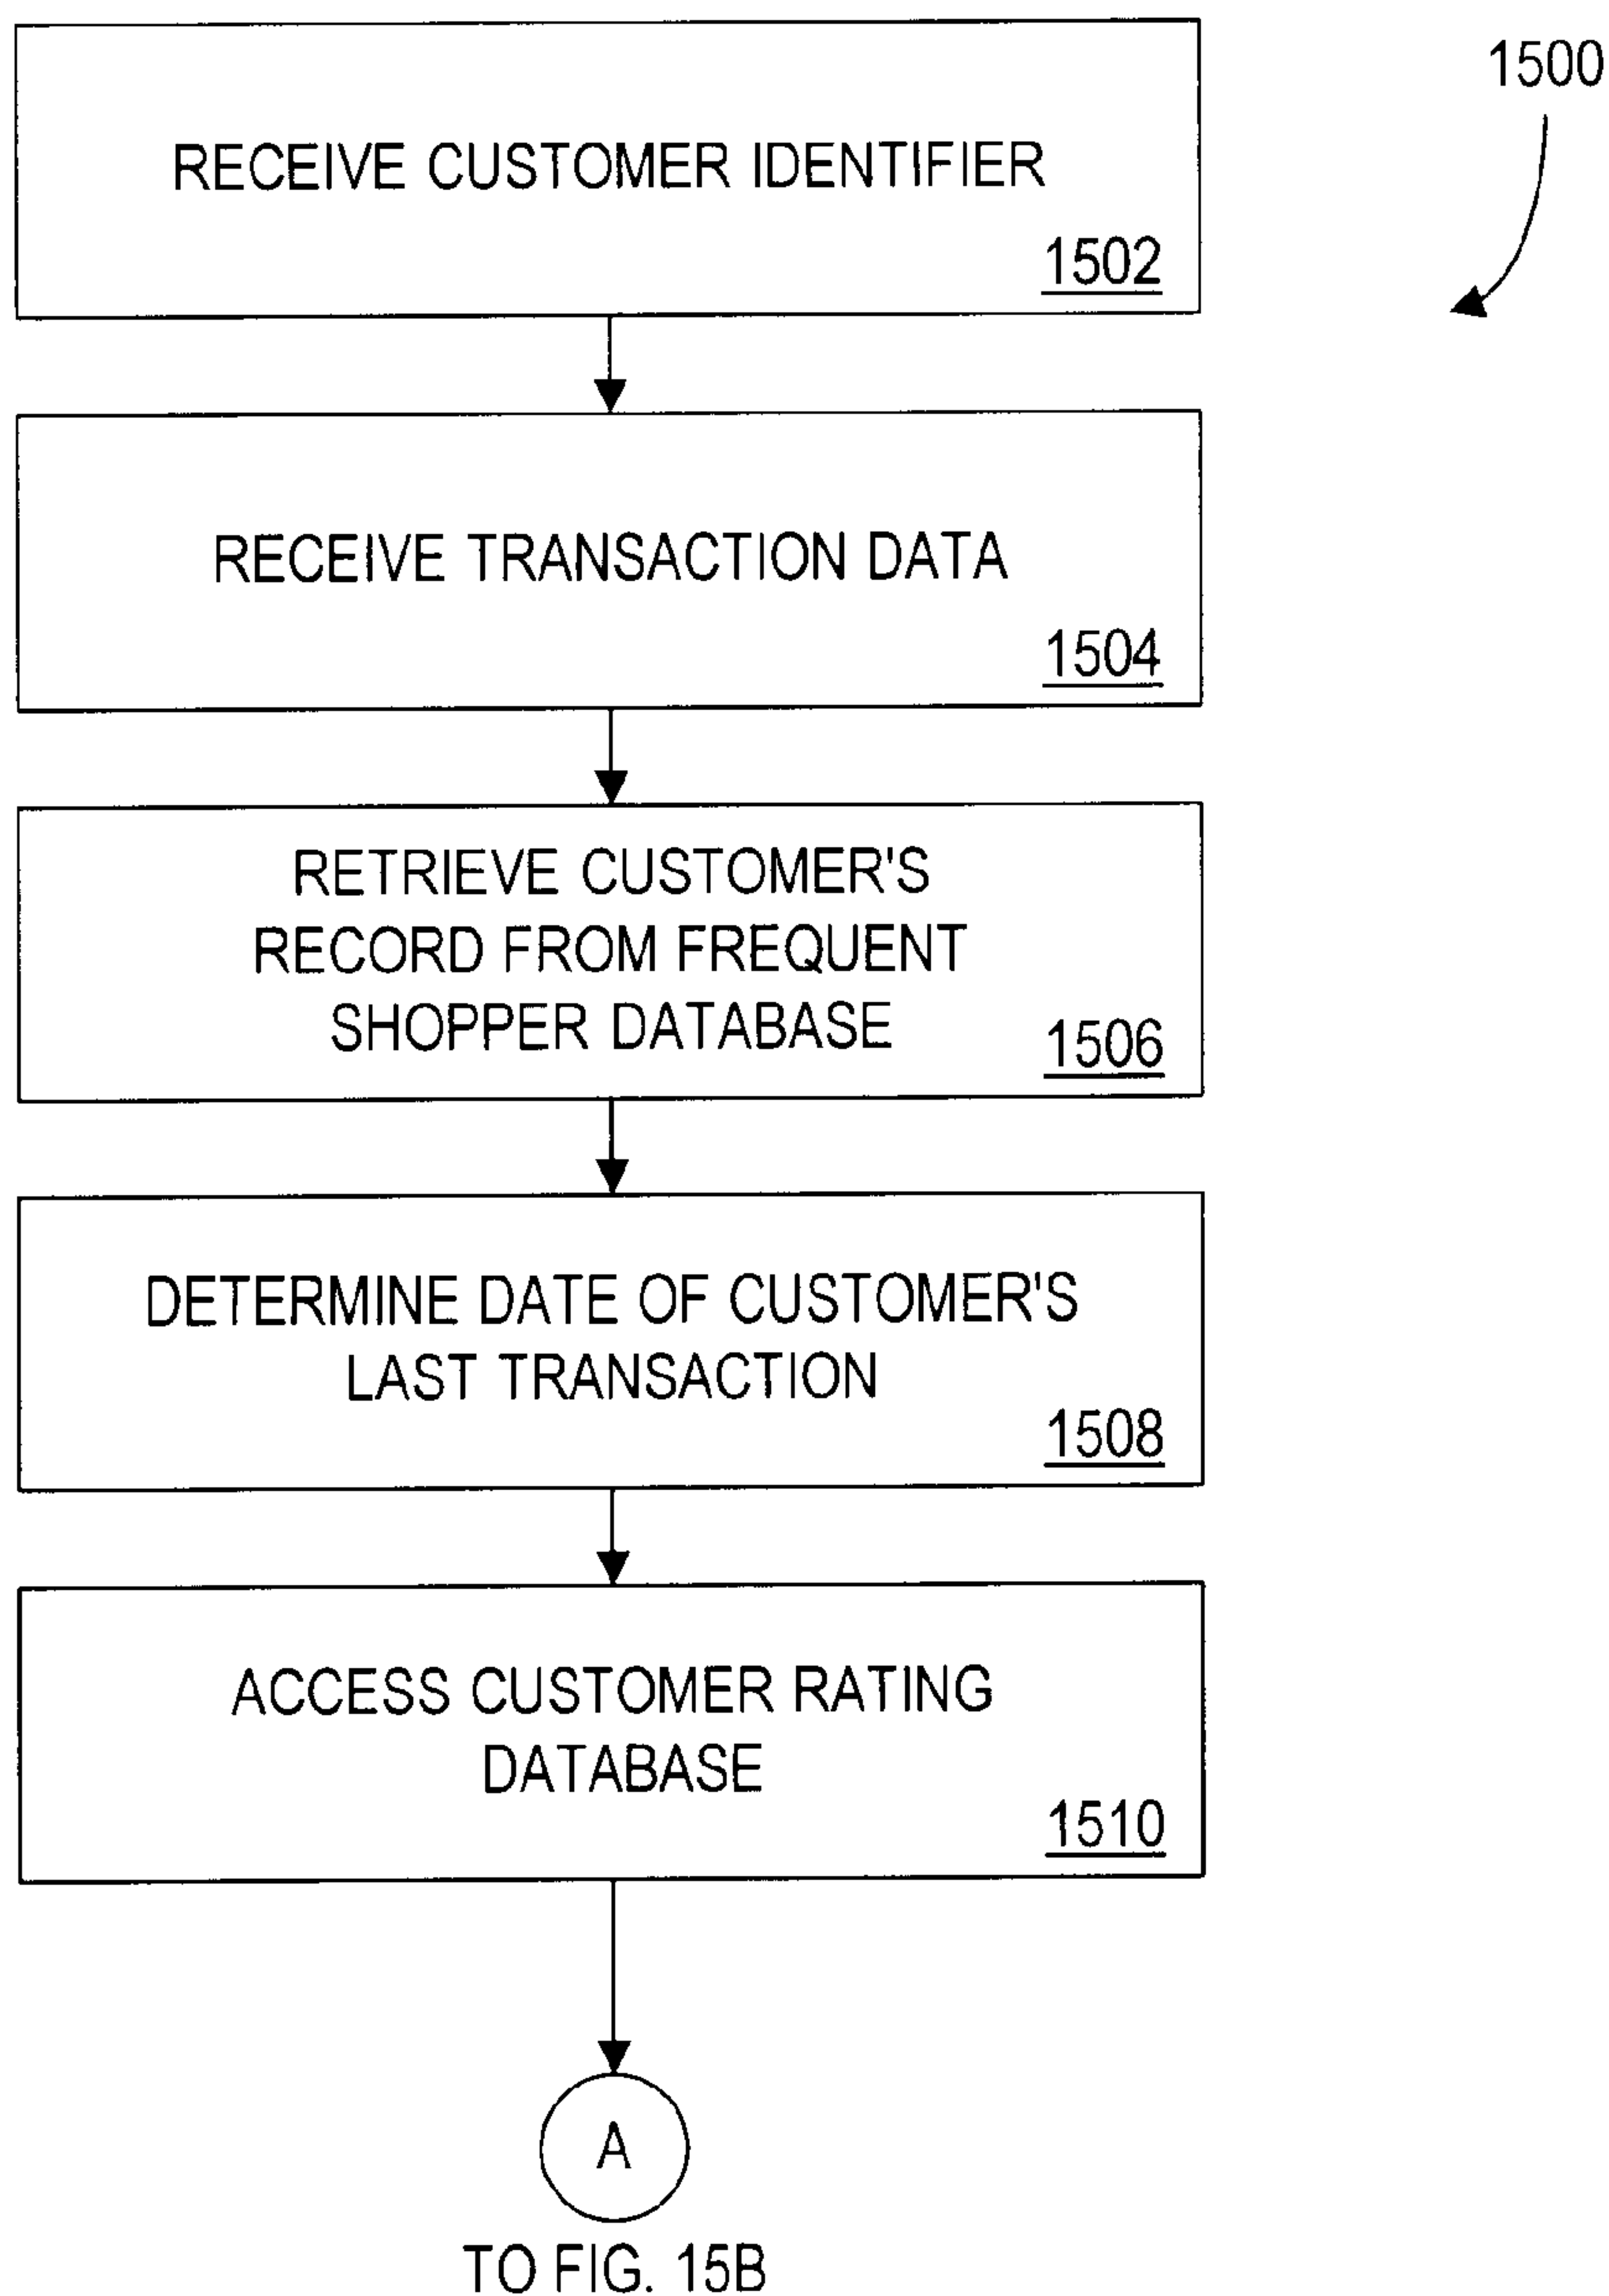 1500
RECEIVE CUSTOMER IDENTIFIER
1502
RECEIVE TRANSACTION DATA
1504
RETRIEVE CUSTOMER'S
RECORD FROM FREQUENT
SHOPPER DATABASE
1506
DETERMINE DATE OF CUSTOMER'S
LAST TRANSACTION
1508
ACCESS CUSTOMER RATING
DATABASE
1510
A
TO FIG. 15B